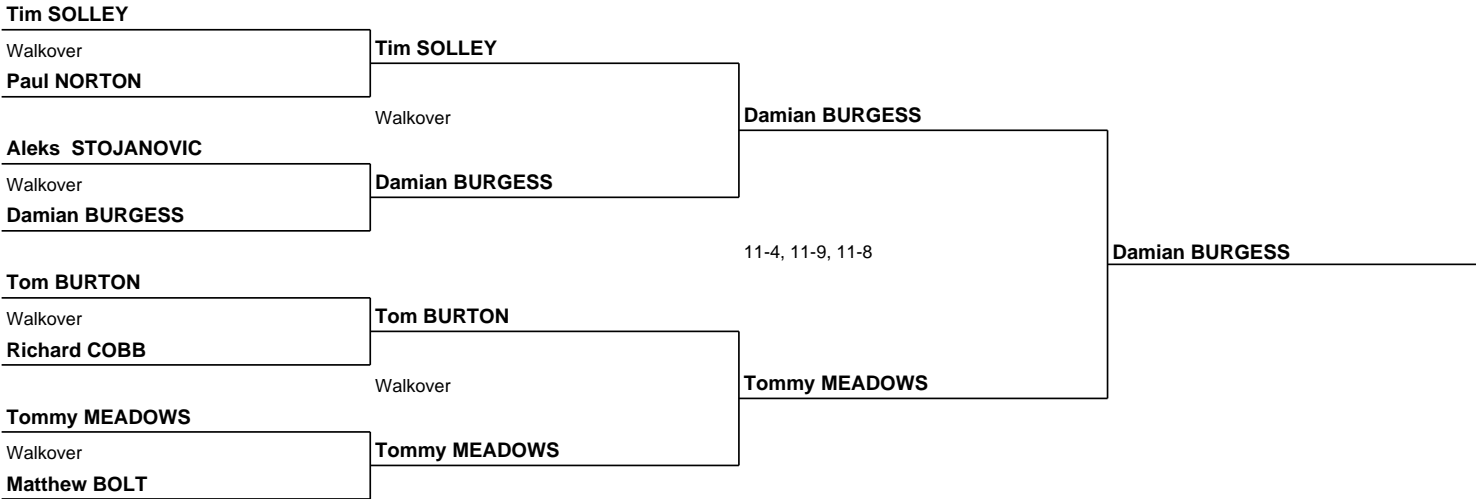 Tim SOLLEY
Walkover
Tim SOLLEY
Paul NORTON
Walkover
Damian BURGESS
Aleks STOJANOVIC
Walkover
Damian BURGESS
Damian BURGESS
11-4, 11-9, 11-8
Damian BURGESS
Tom BURTON
Walkover
Tom BURTON
Richard COBB
Walkover
Tommy MEADOWS
Tommy MEADOWS
Walkover
Tommy MEADOWS
Matthew BOLT